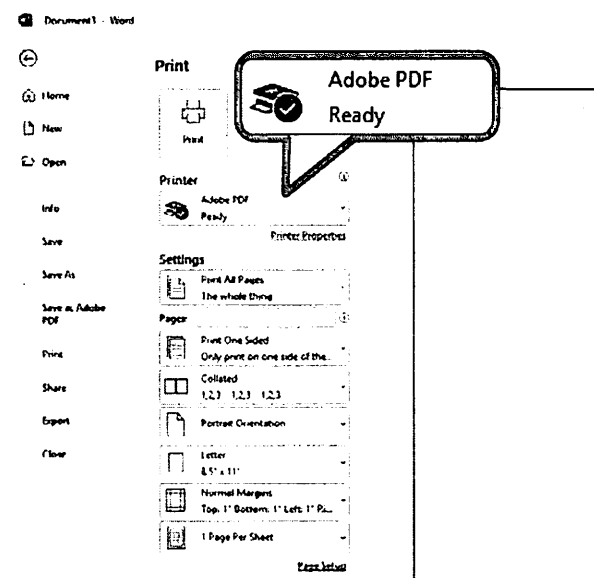 Document1 - Word
Home
New
Open
Info
Save
Save As
Save as Adobe
PDF
Print
Share
Export
Close
Print
Adobe PDF
Ready
Print
Printer
Adobe PDF
Ready
Printer Properties
Settings
Print All Pages
The whole thing
Pages:
Print One Sided
Only print on one side of the...
Collated
1,2,3 1,2,3 1,2,3
Portrait Orientation
Letter
8.5" x 11"
Normal Margins
Top: 1" Bottom: 1" Left: 1" Ri...
1 Page Per Sheet
Page Setup